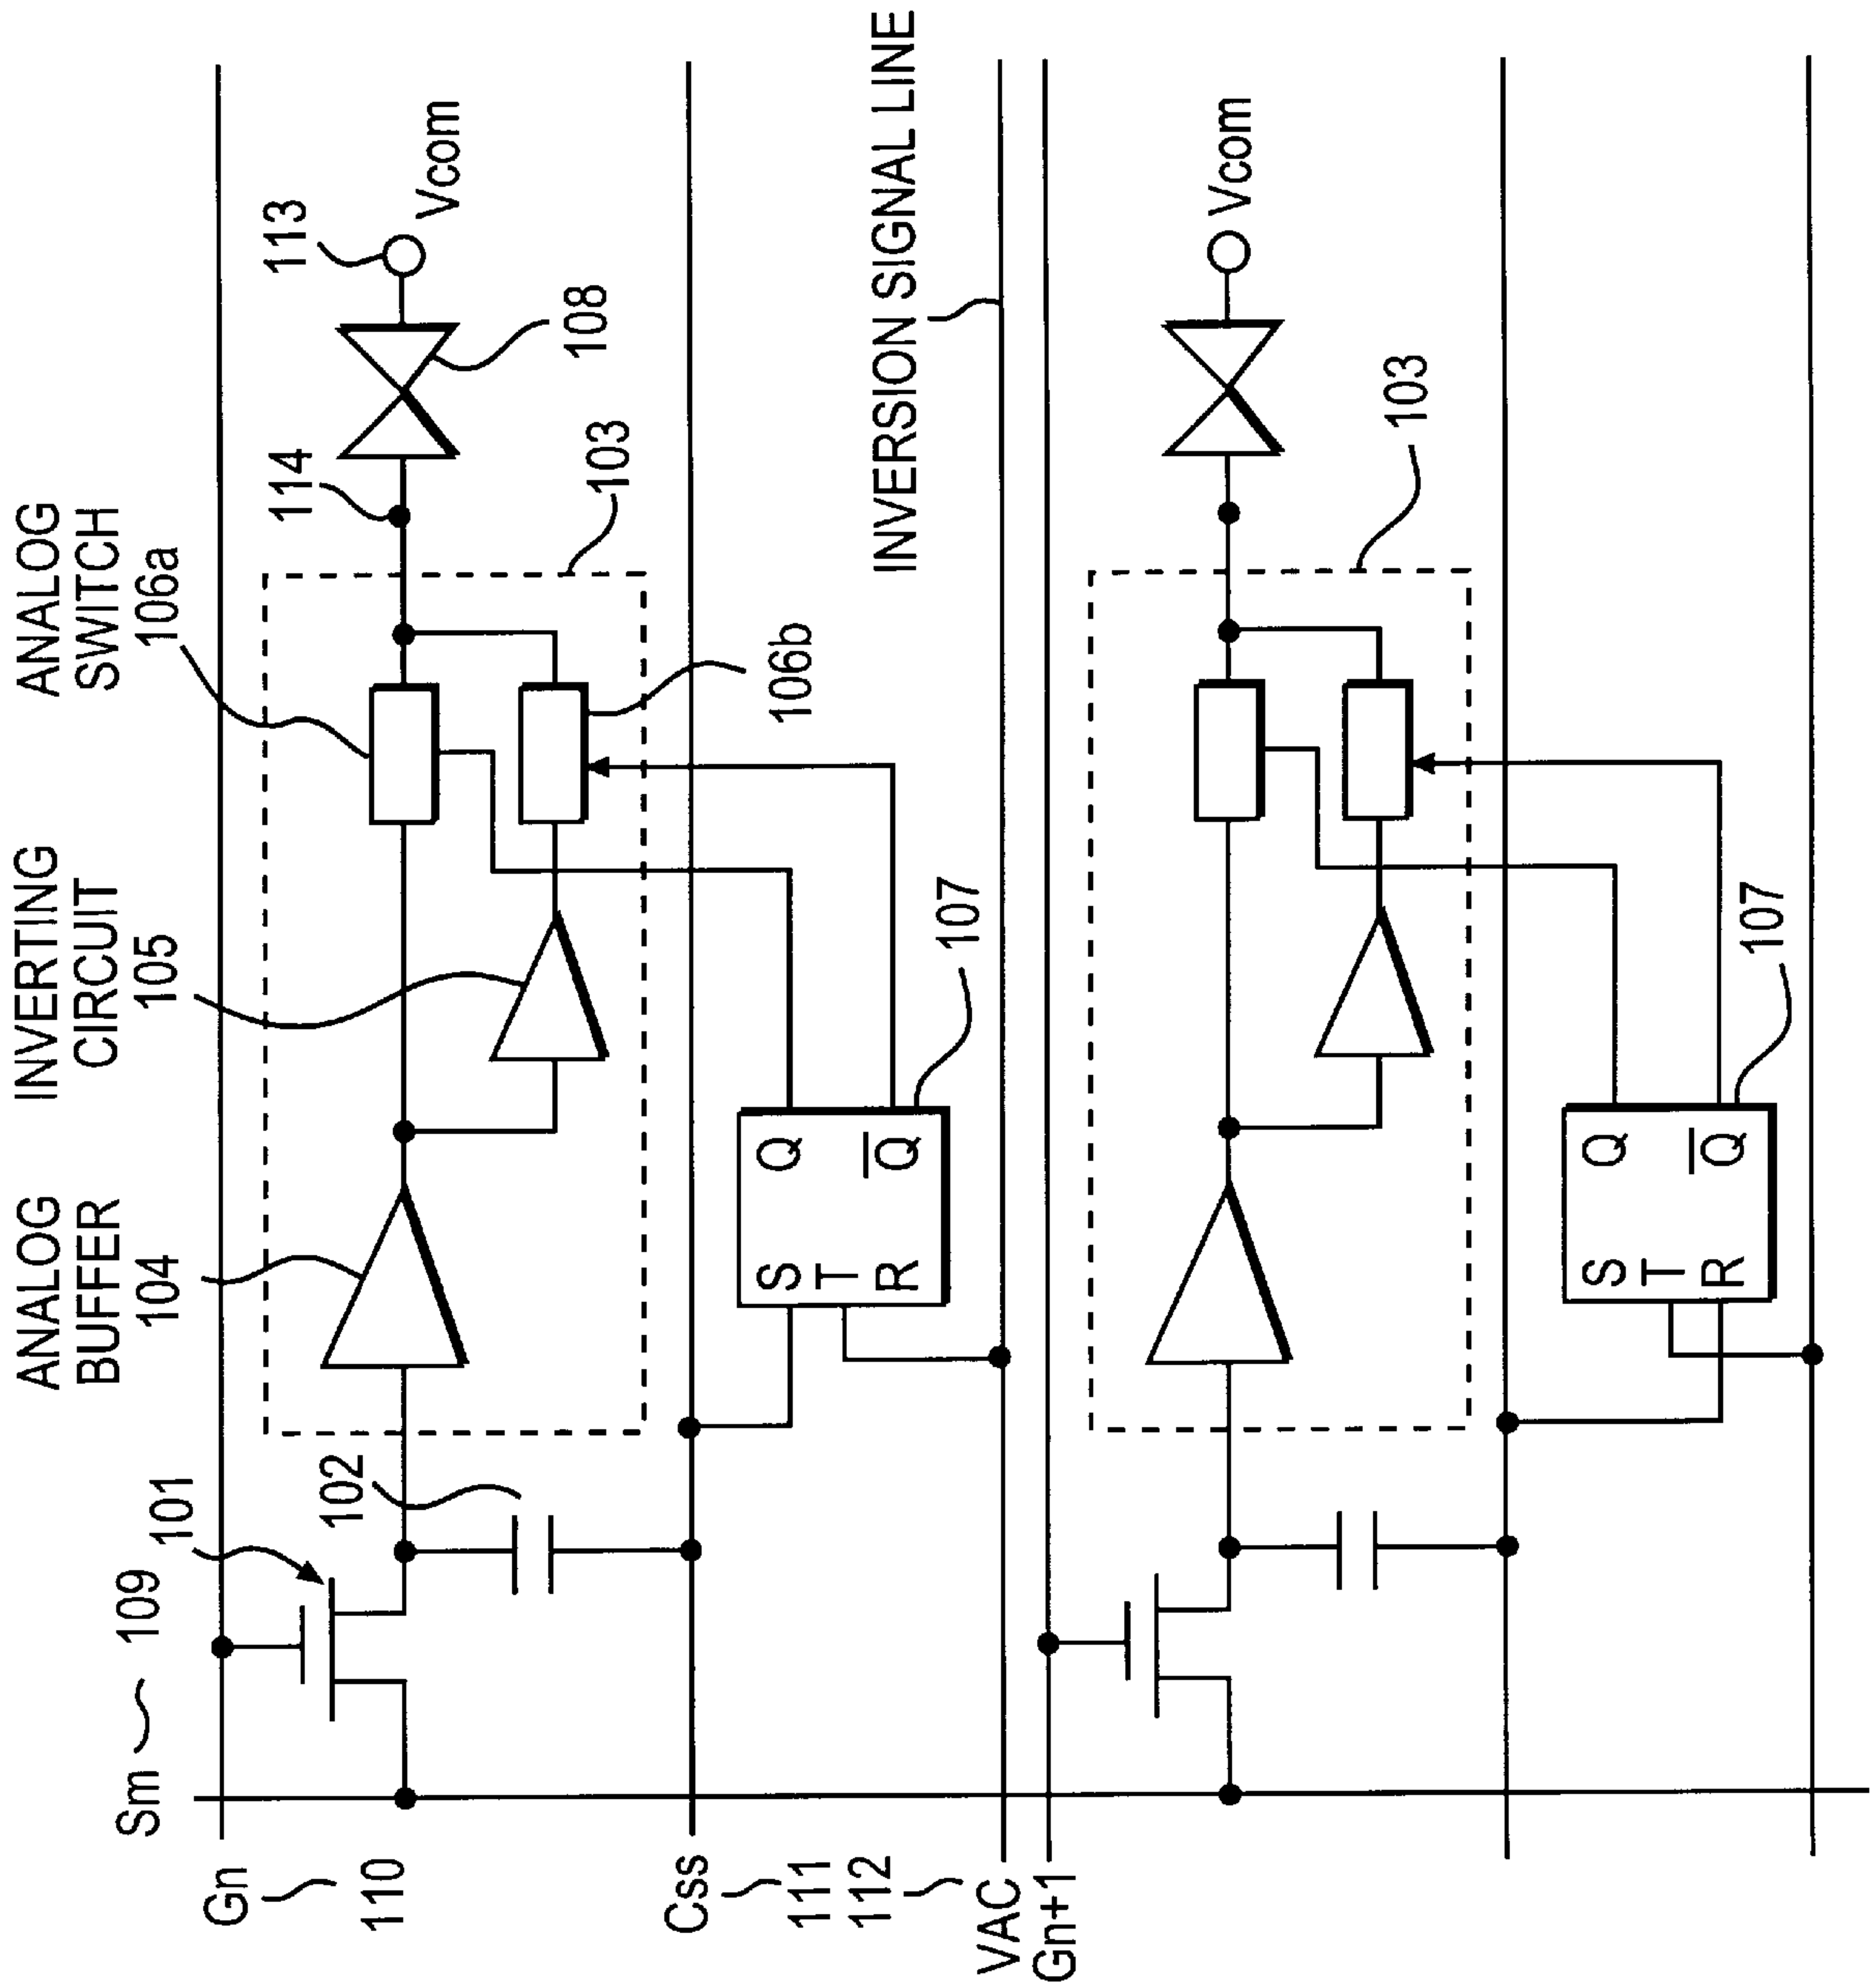 ANALOG
BUFFER
104
INVERTING
CIRCUIT
105
ANALOG
SWITCH
106a
Sm 109
101
102
114
113
Vcom
108
103
106b
Gn
110
Css
111
S
T
R
Q
Q̅
107
INVERSION SIGNAL LINE
112
VAC
Gn+1
Vcom
103
S
T
R
Q
Q̅
107